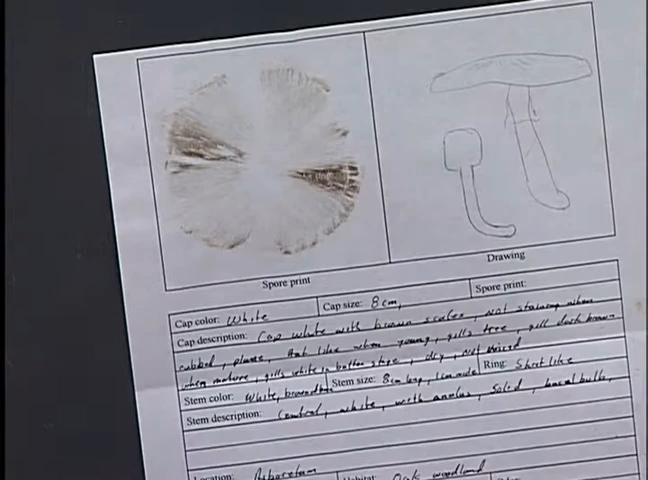 Spore print
Drawing
Cap color: White Cap size: 8cm, Spore print:
Cap description: Cap white with brown scales, not staining when
rubbed, plane, flat like when young, gills free, gill dark brown
when mature, gills white in button stage, dry, not
Stem color: White, Stem size: 8cm long, 1cm wide Ring: Skirt like
Stem description: Central, white, with annulus, Solid, basal bulb,
Location: Arboretum Habitat: Oak woodland